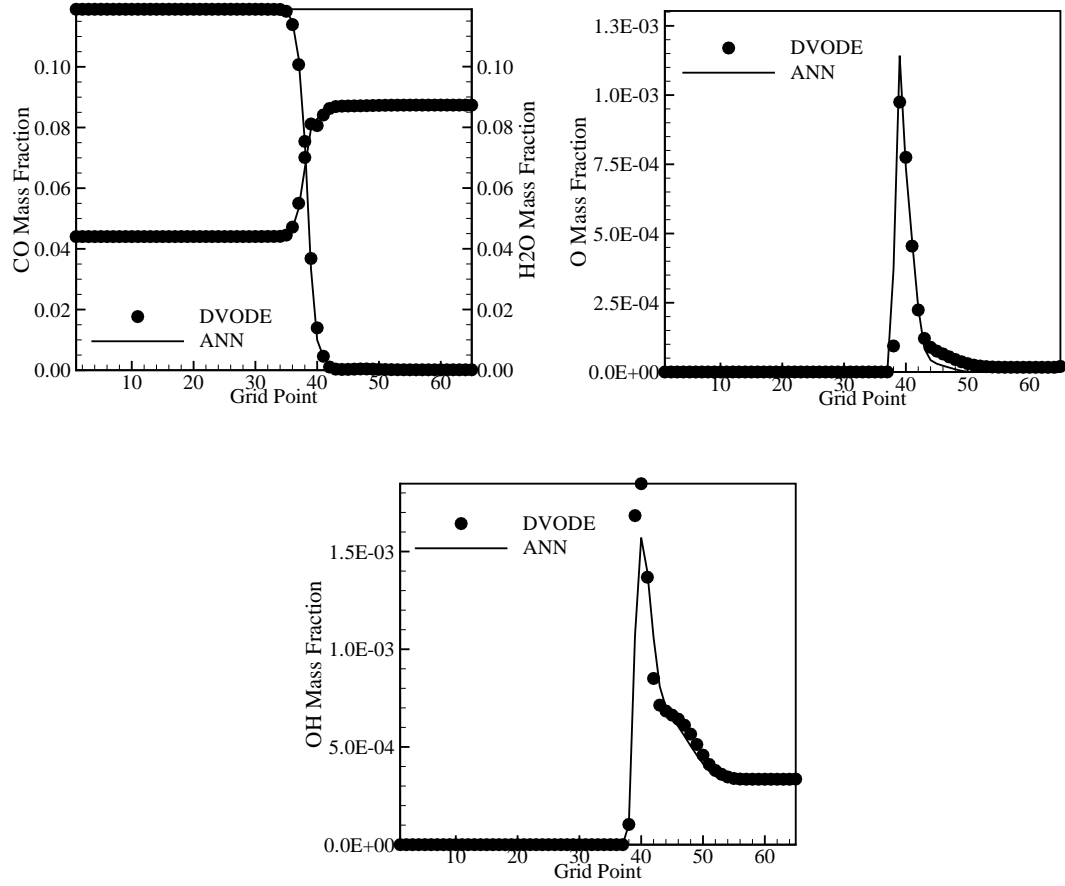 CO Mass Fraction
0.10
0.08
0.06
0.04
0.02
0.00
10 20 30 40 50 60
Grid Point
DVODE
ANN
0.10
0.08
0.06
0.04
0.02
0.00
H2O Mass Fraction
O Mass Fraction
1.3E-03
1.0E-03
7.5E-04
5.0E-04
2.5E-04
0.0E+00
DVODE
ANN
10 20 30 40 50 60
Grid Point
OH Mass Fraction
1.5E-03
1.0E-03
5.0E-04
0.0E+00
DVODE
ANN
10 20 30 40 50 60
Grid Point